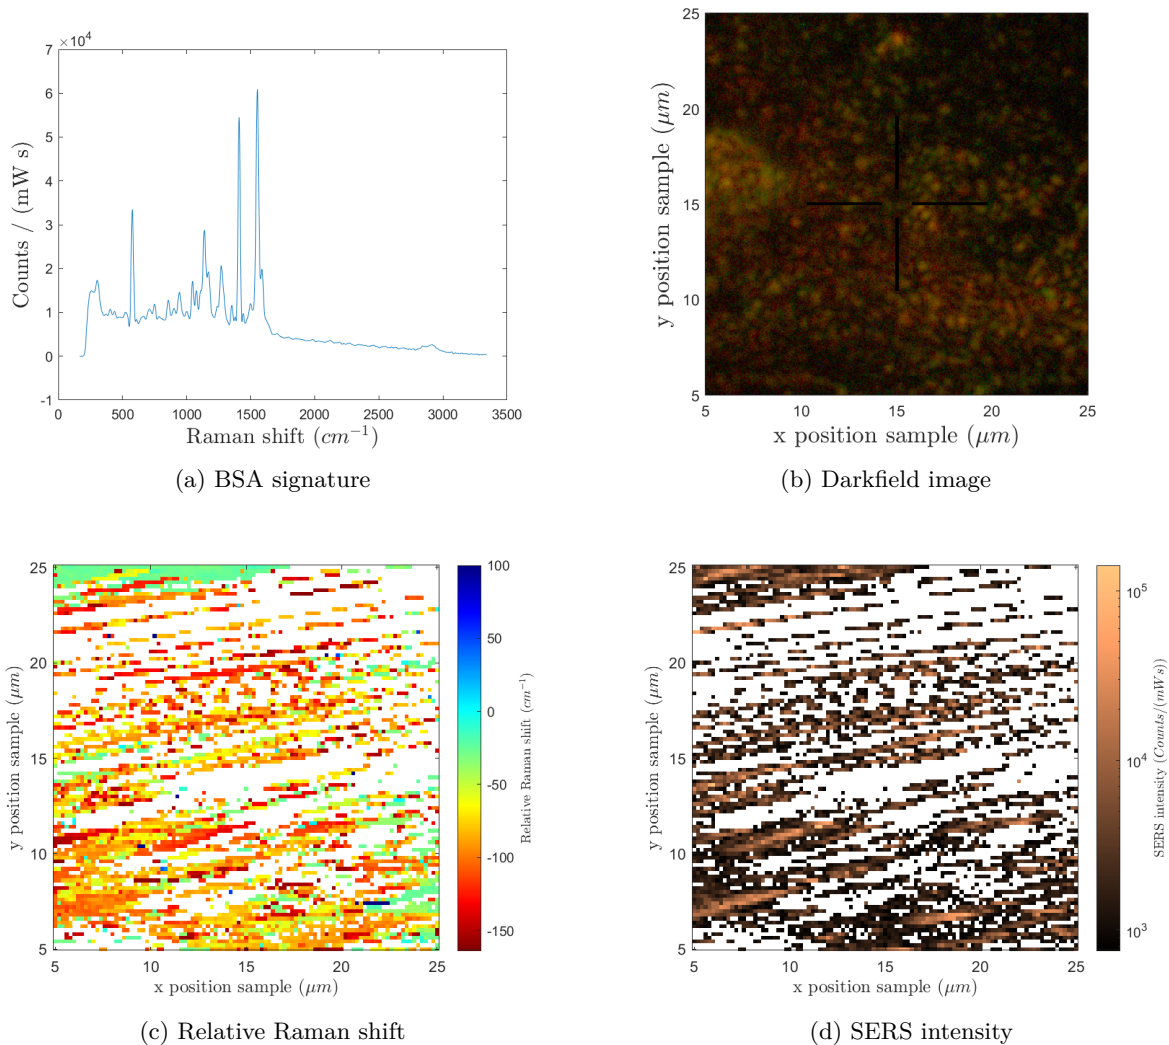 ×10⁴
7
6
5
4
3
2
1
0
-1
Counts / (mW s)
0 500 1000 1500 2000 2500 3000 3500
Raman shift (cm⁻¹)
(a) BSA signature
25
20
15
10
5
y position sample (μm)
5 10 15 20 25
x position sample (μm)
(b) Darkfield image
25
20
15
10
5
y position sample (μm)
5 10 15 20 25
x position sample (μm)
100
50
0
-50
-100
-150
Relative Raman shift (cm⁻¹)
(c) Relative Raman shift
25
20
15
10
5
y position sample (μm)
5 10 15 20 25
x position sample (μm)
10⁵
10⁴
10³
SERS intensity (Counts/(mWs))
(d) SERS intensity